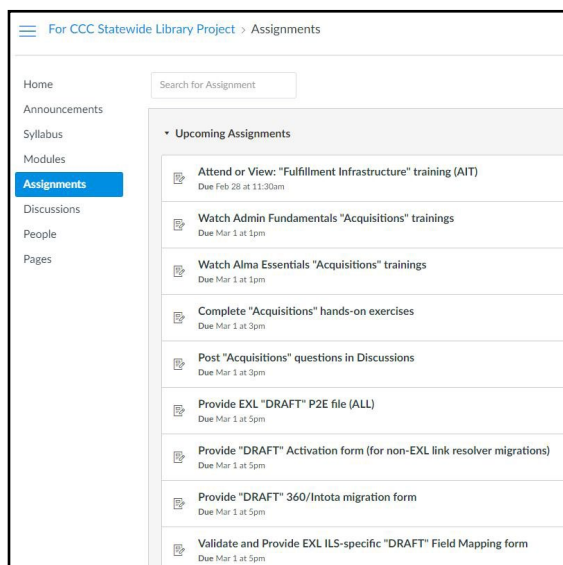 For CCC Statewide Library Project > Assignments
Home
Announcements
Syllabus
Modules
Assignments
Discussions
People
Pages
Search for Assignment
Upcoming Assignments
Attend or View: "Fulfillment Infrastructure" training (AIT)
Due Feb 28 at 11:30am
Watch Admin Fundamentals "Acquisitions" trainings
Due Mar 1 at 1pm
Watch Alma Essentials "Acquisitions" trainings
Due Mar 1 at 1pm
Complete "Acquisitions" hands-on exercises
Due Mar 1 at 3pm
Post "Acquisitions" questions in Discussions
Due Mar 1 at 3pm
Provide EXL "DRAFT" P2E file (ALL)
Due Mar 1 at 5pm
Provide "DRAFT" Activation form (for non-EXL link resolver migrations)
Due Mar 1 at 5pm
Provide "DRAFT" 360/Intota migration form
Due Mar 1 at 5pm
Validate and Provide EXL ILS-specific "DRAFT" Field Mapping form
Due Mar 1 at 5pm